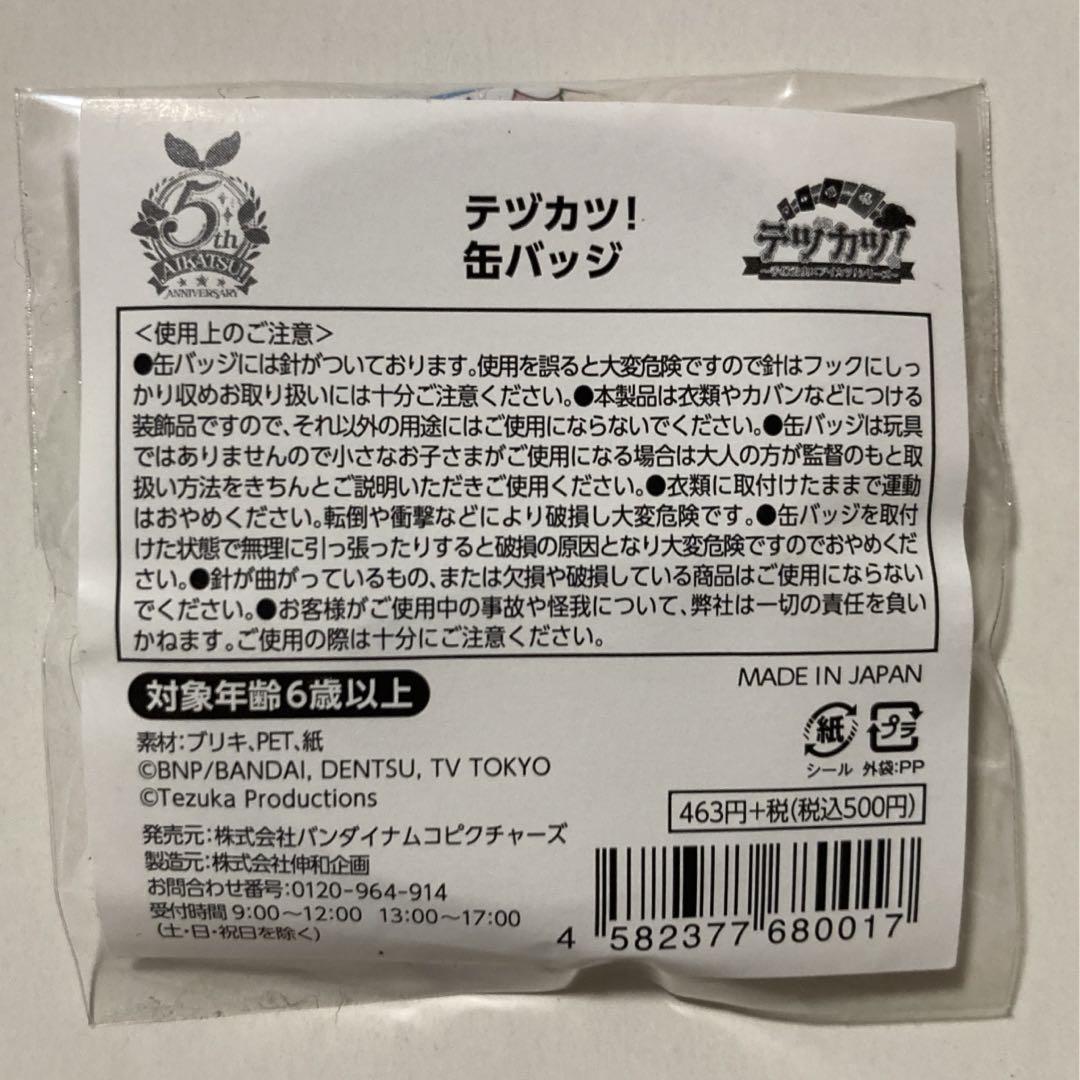 5th
AIKATSU!
ANNIVERSARY
テヅカツ!
缶バッジ
テヅカツ!
~手塚治虫×アイカツ!シリーズ~
<使用上のご注意>
●缶バッジには針がついております。使用を誤ると大変危険ですので針はフックにしっ
かり収めお取り扱いには十分ご注意ください。●本製品は衣類やカバンなどにつける
装飾品ですので、それ以外の用途にはご使用にならないでください。●缶バッジは玩具
ではありませんので小さなお子さまがご使用になる場合は大人の方が監督のもと取
扱い方法をきちんとご説明いただきご使用ください。●衣類に取付けたままで運動
はおやめください。転倒や衝撃などにより破損し大変危険です。●缶バッジを取付
けた状態で無理に引っ張ったりすると破損の原因となり大変危険ですのでおやめくだ
さい。●針が曲がっているもの、または欠損や破損している商品はご使用にならない
でください。●お客様がご使用中の事故や怪我について、弊社は一切の責任を負い
かねます。ご使用の際は十分にご注意ください。
MADE IN JAPAN
対象年齢6歳以上
素材:ブリキ、PET、紙
©BNP/BANDAI, DENTSU, TV TOKYO
©Tezuka Productions
紙 プラ
シール 外袋:PP
463円+税(税込500円)
発売元:株式会社バンダイナムコピクチャーズ
製造元:株式会社伸和企画
お問合わせ番号:0120-964-914
受付時間 9:00~12:00 13:00~17:00
(土・日・祝日を除く)
4 582377 680017